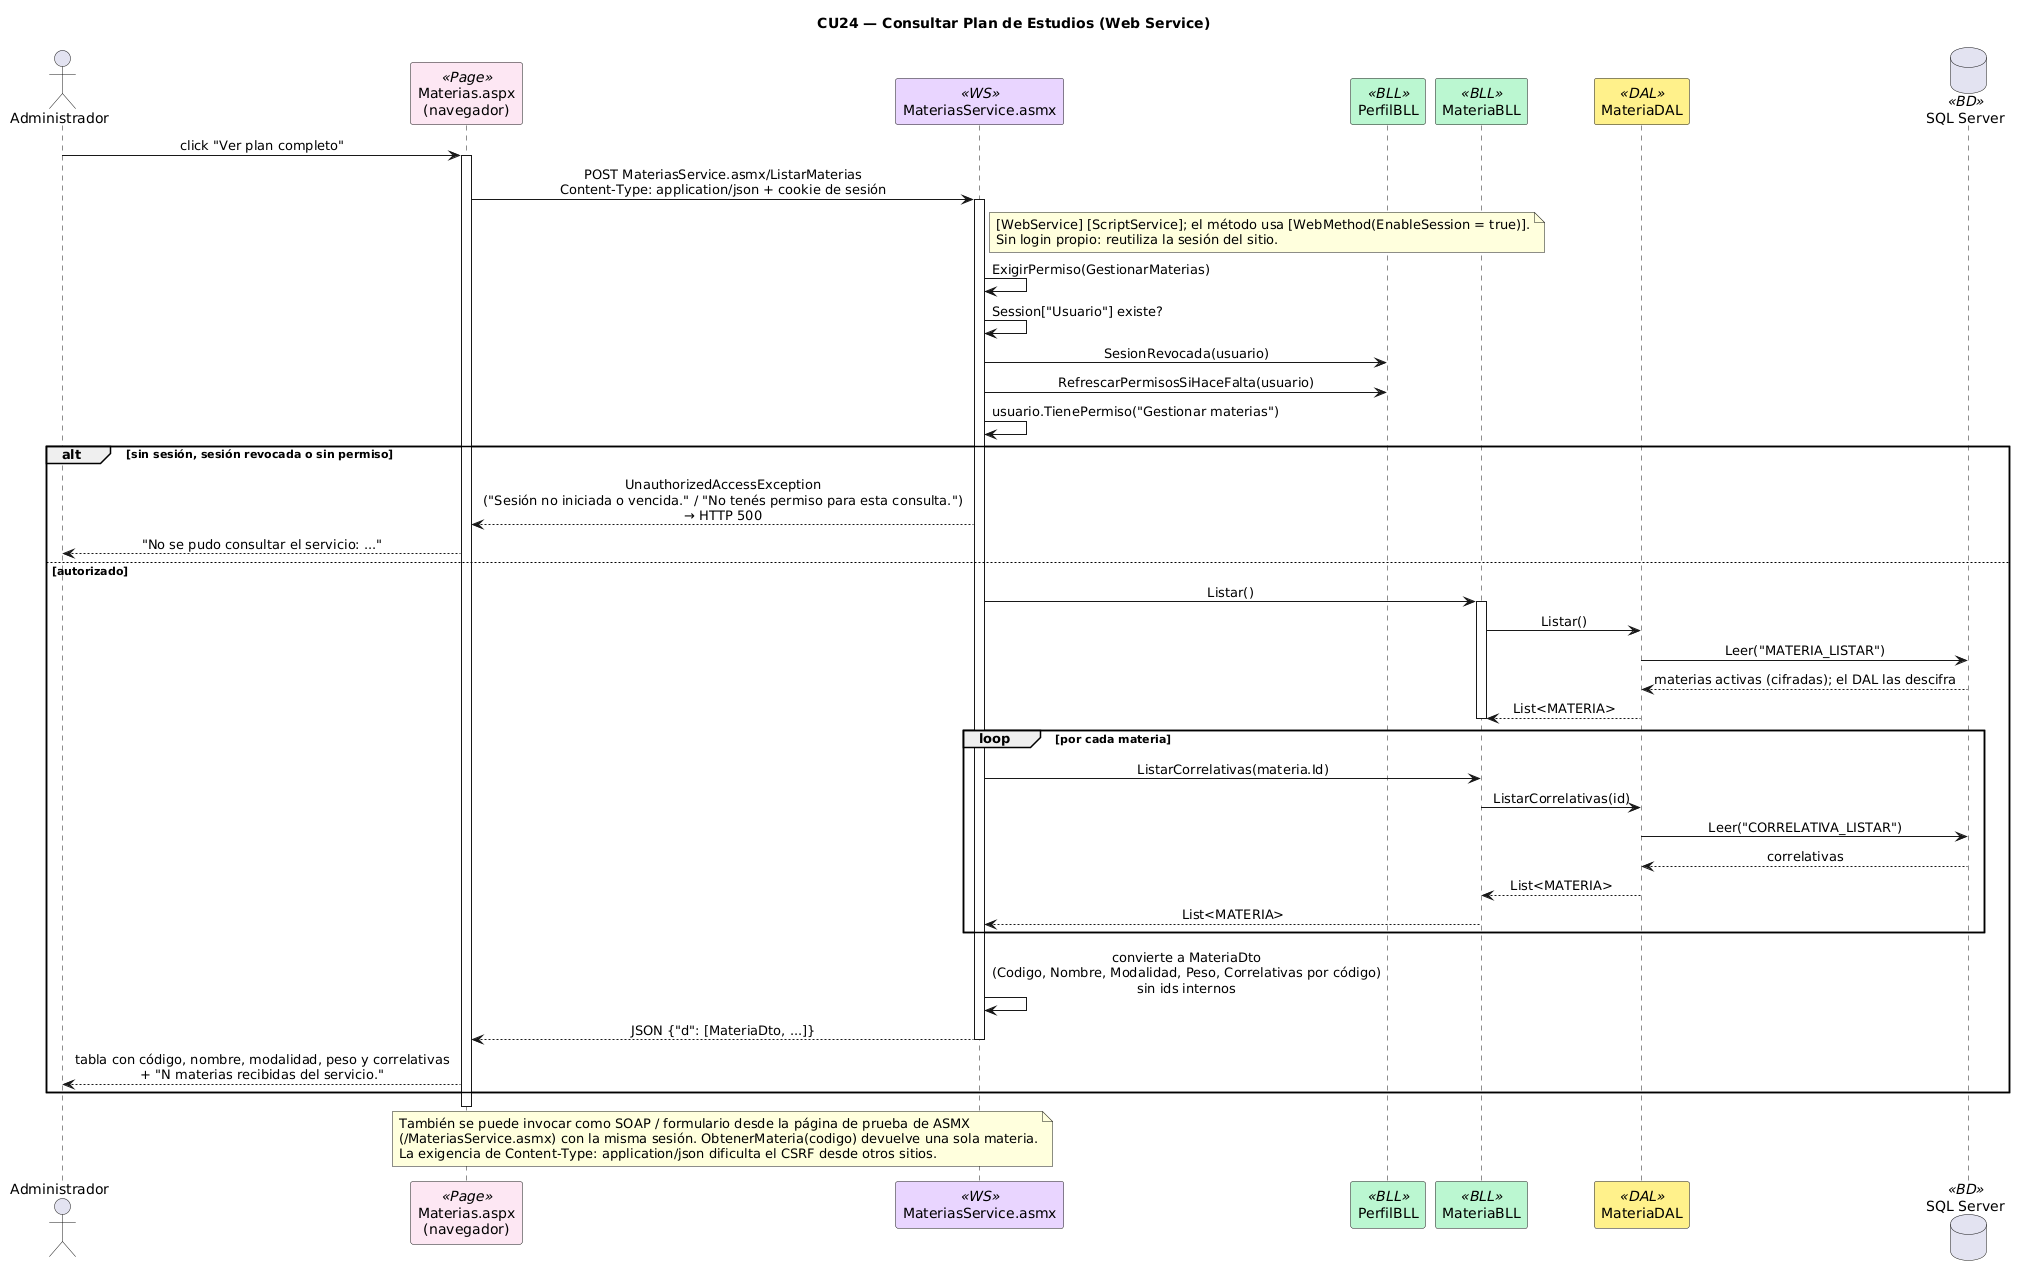 CU24 — Consultar Plan de Estudios (Web Service)
Administrador
«Page»
Materias.aspx
(navegador)
«WS»
MateriasService.asmx
«BLL»
PerfilBLL
«BLL»
MateriaBLL
«DAL»
MateriaDAL
«BD»
SQL Server
click "Ver plan completo"
POST MateriasService.asmx/ListarMaterias
Content-Type: application/json + cookie de sesión
[WebService] [ScriptService]; el método usa [WebMethod(EnableSession = true)].
Sin login propio: reutiliza la sesión del sitio.
ExigirPermiso(GestionarMaterias)
Session["Usuario"] existe?
SesionRevocada(usuario)
RefrescarPermisosSiHaceFalta(usuario)
usuario.TienePermiso("Gestionar materias")
alt [sin sesión, sesión revocada o sin permiso]
UnauthorizedAccessException
("Sesión no iniciada o vencida." / "No tenés permiso para esta consulta.")
→ HTTP 500
"No se pudo consultar el servicio: ..."
[autorizado]
Listar()
Listar()
Leer("MATERIA_LISTAR")
materias activas (cifradas); el DAL las descifra
List<MATERIA>
loop [por cada materia]
ListarCorrelativas(materia.Id)
ListarCorrelativas(id)
Leer("CORRELATIVA_LISTAR")
correlativas
List<MATERIA>
List<MATERIA>
convierte a MateriaDto
(Codigo, Nombre, Modalidad, Peso, Correlativas por código)
sin ids internos
JSON {"d": [MateriaDto, ...]}
tabla con código, nombre, modalidad, peso y correlativas
+ "N materias recibidas del servicio."
También se puede invocar como SOAP / formulario desde la página de prueba de ASMX
(/MateriasService.asmx) con la misma sesión. ObtenerMateria(codigo) devuelve una sola materia.
La exigencia de Content-Type: application/json dificulta el CSRF desde otros sitios.
Administrador
«Page»
Materias.aspx
(navegador)
«WS»
MateriasService.asmx
«BLL»
PerfilBLL
«BLL»
MateriaBLL
«DAL»
MateriaDAL
«BD»
SQL Server